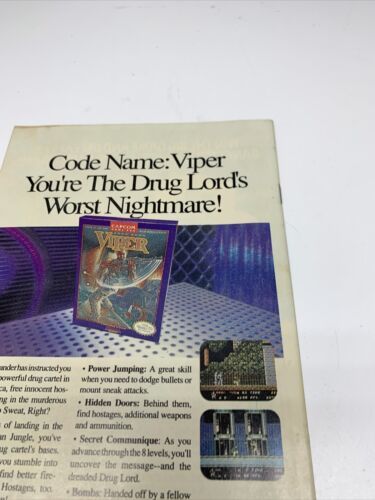 Code Name: Viper
You're The Drug Lord's
Worst Nightmare!
CAPCOM
VIPER
ander has instructed you
powerful drug cartel in
ca, free innocent hos-
ng in the murderous
o Sweat, Right?
s of landing in the
an Jungle, you've
ug cartel's bases.
you stumble into
find better fire-
Hostages, too.
• Power Jumping: A great skill
when you need to dodge bullets or
mount sneak attacks.
• Hidden Doors: Behind them,
find hostages, additional weapons
and ammunition.
• Secret Communique: As you
advance through the 8 levels, you'll
uncover the message--and the
dreaded Drug Lord.
• Bombs: Handed off by a fellow